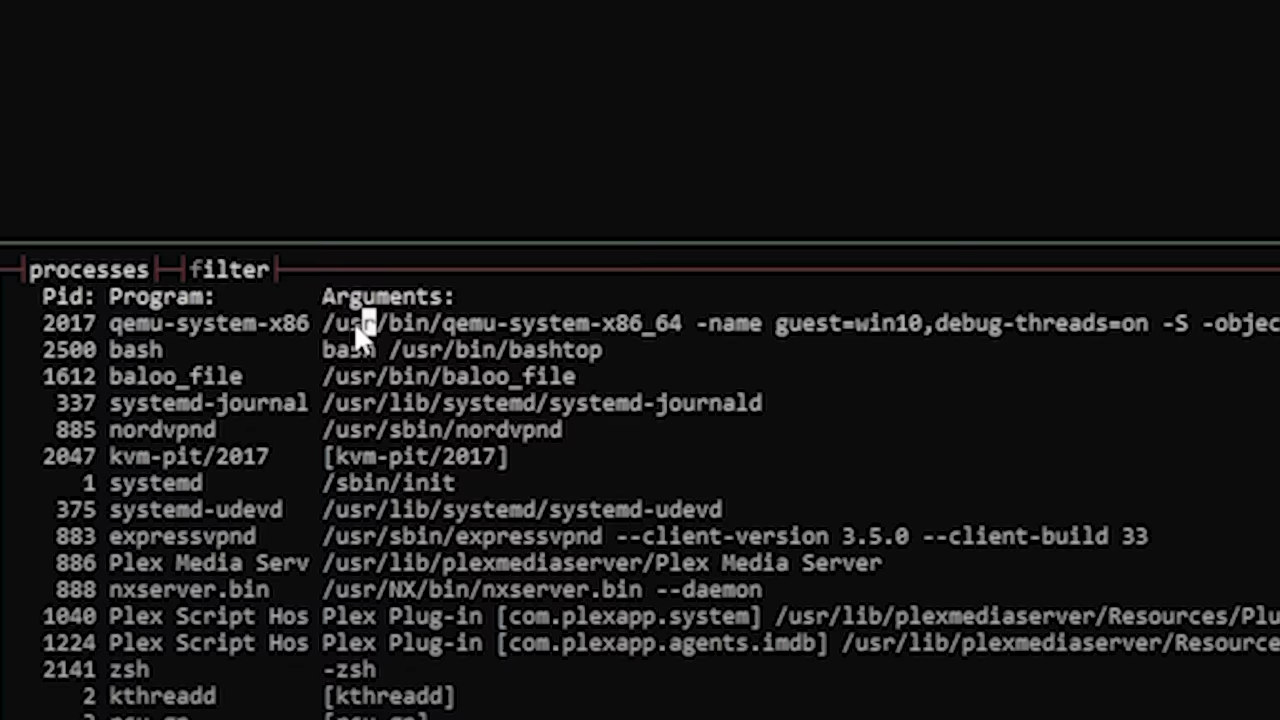 processes filter
Pid: Program: Arguments:
2017 qemu-system-x86 /usr/bin/qemu-system-x86_64 -name guest=win10,debug-threads=on -S -objec
2500 bash bash /usr/bin/bashtop
1612 baloo_file /usr/bin/baloo_file
337 systemd-journal /usr/lib/systemd/systemd-journald
885 nordvpnd /usr/sbin/nordvpnd
2047 kvm-pit/2017 [kvm-pit/2017]
1 systemd /sbin/init
375 systemd-udevd /usr/lib/systemd/systemd-udevd
883 expressvpnd /usr/sbin/expressvpnd --client-version 3.5.0 --client-build 33
886 Plex Media Serv /usr/lib/plexmediaserver/Plex Media Server
888 nxserver.bin /usr/NX/bin/nxserver.bin --daemon
1040 Plex Script Hos Plex Plug-in [com.plexapp.system] /usr/lib/plexmediaserver/Resources/Plu
1224 Plex Script Hos Plex Plug-in [com.plexapp.agents.imdb] /usr/lib/plexmediaserver/Resource
2141 zsh -zsh
2 kthreadd [kthreadd]